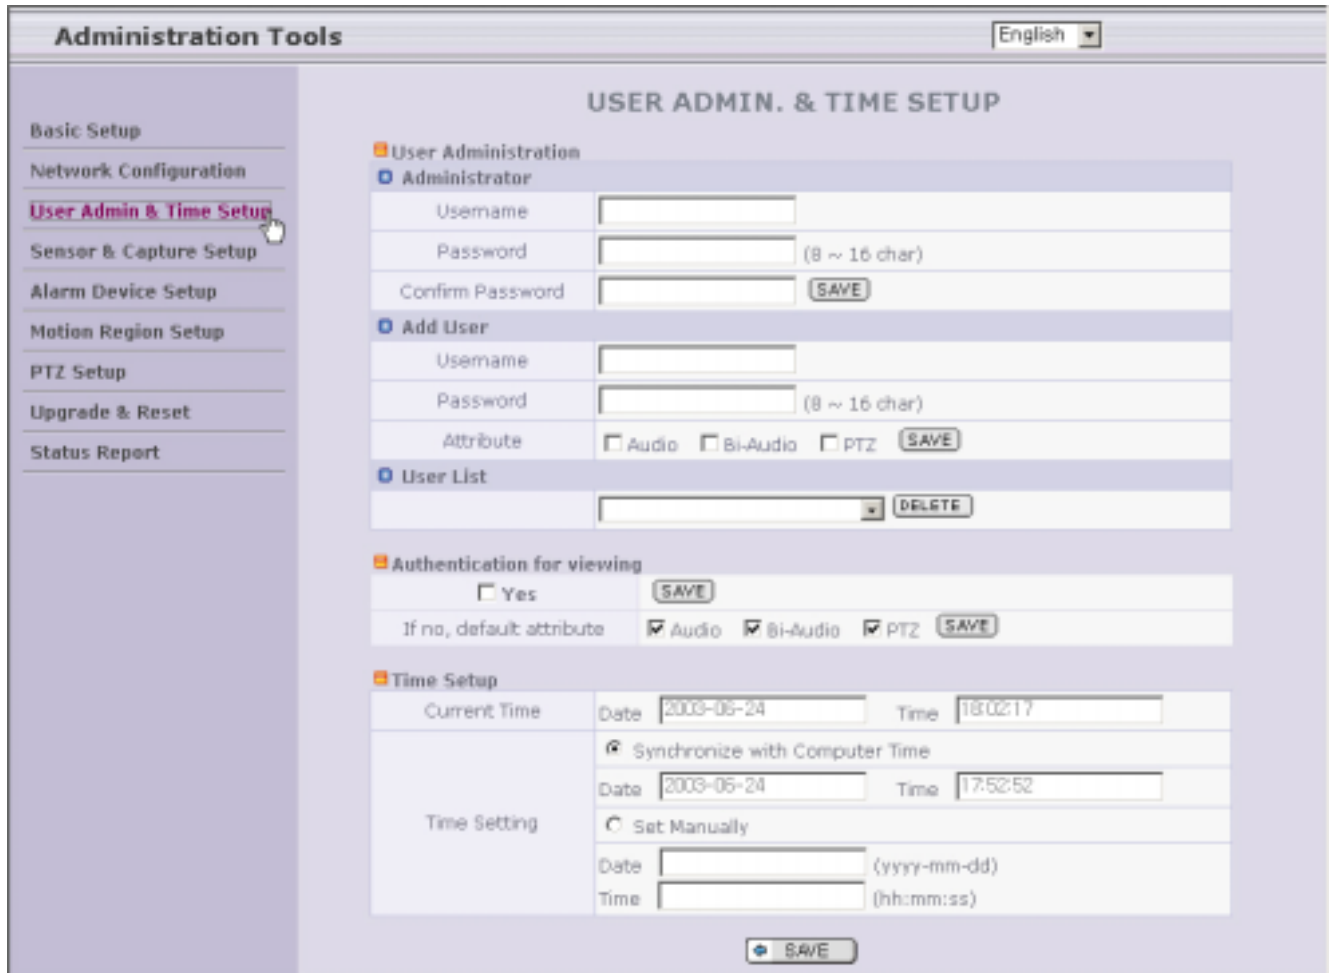 Administration Tools
English
Basic Setup
Network Configuration
User Admin & Time Setup
Sensor & Capture Setup
Alarm Device Setup
Motion Region Setup
PTZ Setup
Upgrade & Reset
Status Report
USER ADMIN. & TIME SETUP
User Administration
Administrator
Username
Password (8 ~ 16 char)
Confirm Password SAVE
Add User
Username
Password (8 ~ 16 char)
Attribute Audio Bi-Audio PTZ SAVE
User List
DELETE
Authentication for viewing
Yes SAVE
If no, default attribute Audio Bi-Audio PTZ SAVE
Time Setup
Current Time Date 2003-06-24 Time 18:02:17
Synchronize with Computer Time
Date 2003-06-24 Time 17:52:52
Time Setting
Set Manually
Date (yyyy-mm-dd)
Time (hh:mm:ss)
SAVE